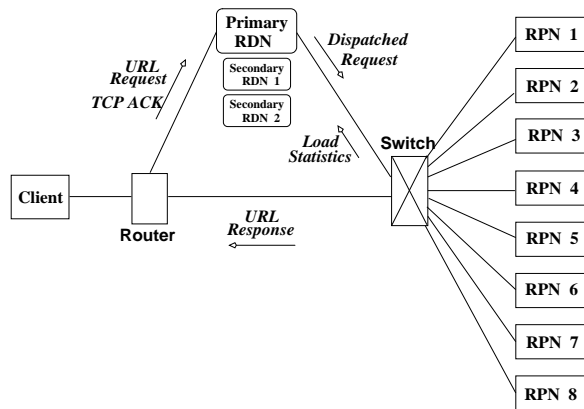 Primary
RDN
Secondary
RDN 1
Secondary
RDN 2
URL
Request
TCP ACK
Dispatched
Request
Load
Statistics
Switch
Client
Router
URL
Response
RPN 1
RPN 2
RPN 3
RPN 4
RPN 5
RPN 6
RPN 7
RPN 8